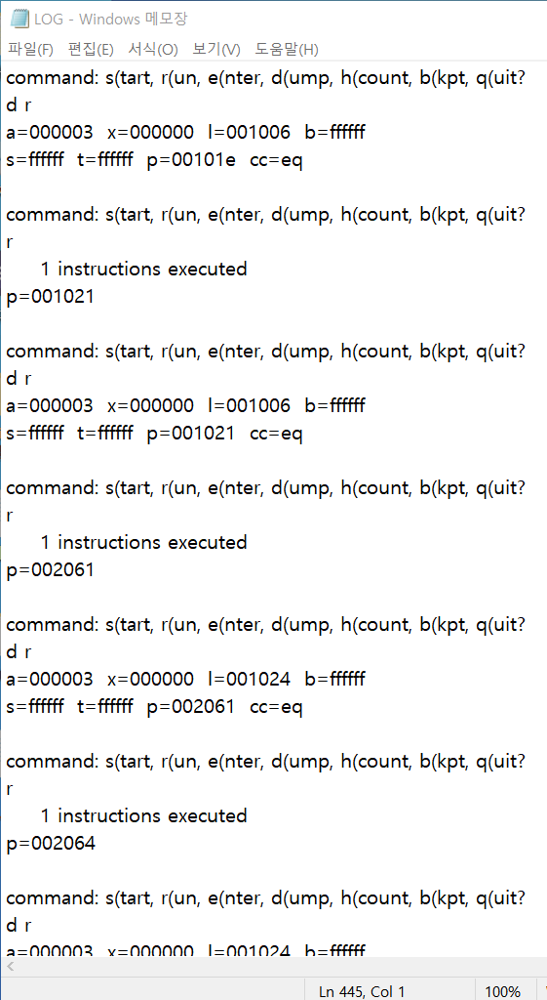 LOG - Windows 메모장
파일(F) 편집(E) 서식(O) 보기(V) 도움말(H)
command: s(tart, r(un, e(nter, d(ump, h(count, b(kpt, q(uit?
d r
a=000003 x=000000 l=001006 b=ffffff
s=ffffff t=ffffff p=00101e cc=eq
command: s(tart, r(un, e(nter, d(ump, h(count, b(kpt, q(uit?
r
1 instructions executed
p=001021
command: s(tart, r(un, e(nter, d(ump, h(count, b(kpt, q(uit?
d r
a=000003 x=000000 l=001006 b=ffffff
s=ffffff t=ffffff p=001021 cc=eq
command: s(tart, r(un, e(nter, d(ump, h(count, b(kpt, q(uit?
r
1 instructions executed
p=002061
command: s(tart, r(un, e(nter, d(ump, h(count, b(kpt, q(uit?
d r
a=000003 x=000000 l=001024 b=ffffff
s=ffffff t=ffffff p=002061 cc=eq
command: s(tart, r(un, e(nter, d(ump, h(count, b(kpt, q(uit?
r
1 instructions executed
p=002064
command: s(tart, r(un, e(nter, d(ump, h(count, b(kpt, q(uit?
d r
a=000003 x=000000 l=001024 b=ffffff
Ln 445, Col 1 100%